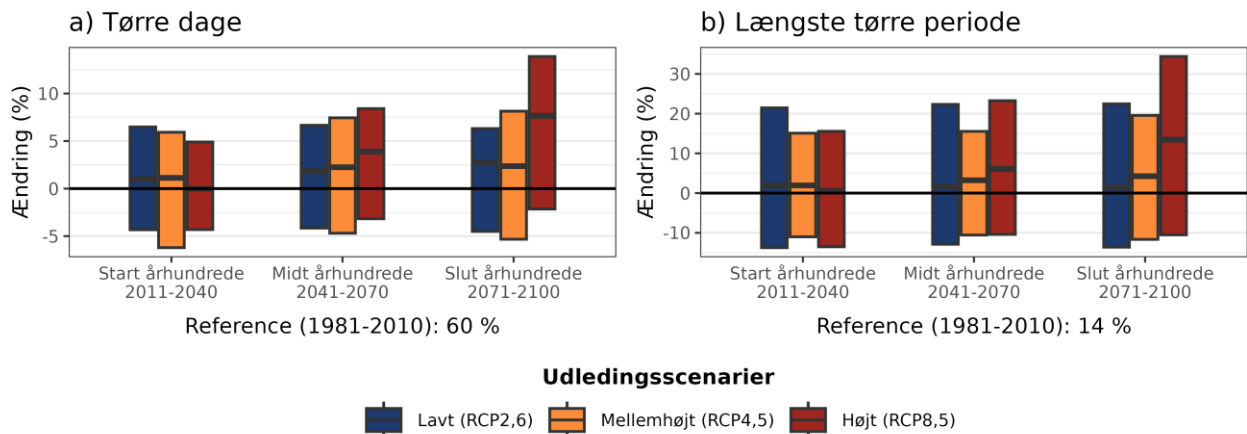 a) Tørre dage
Ændring (%)
10
5
0
-5
Start århundrede
2011-2040
Midt århundrede
2041-2070
Slut århundrede
2071-2100
Reference (1981-2010): 60 %
b) Længste tørre periode
Ændring (%)
30
20
10
0
-10
Start århundrede
2011-2040
Midt århundrede
2041-2070
Slut århundrede
2071-2100
Reference (1981-2010): 14 %
Udledingsscenarier
Lavt (RCP2,6)
Mellemhøjt (RCP4,5)
Højt (RCP8,5)